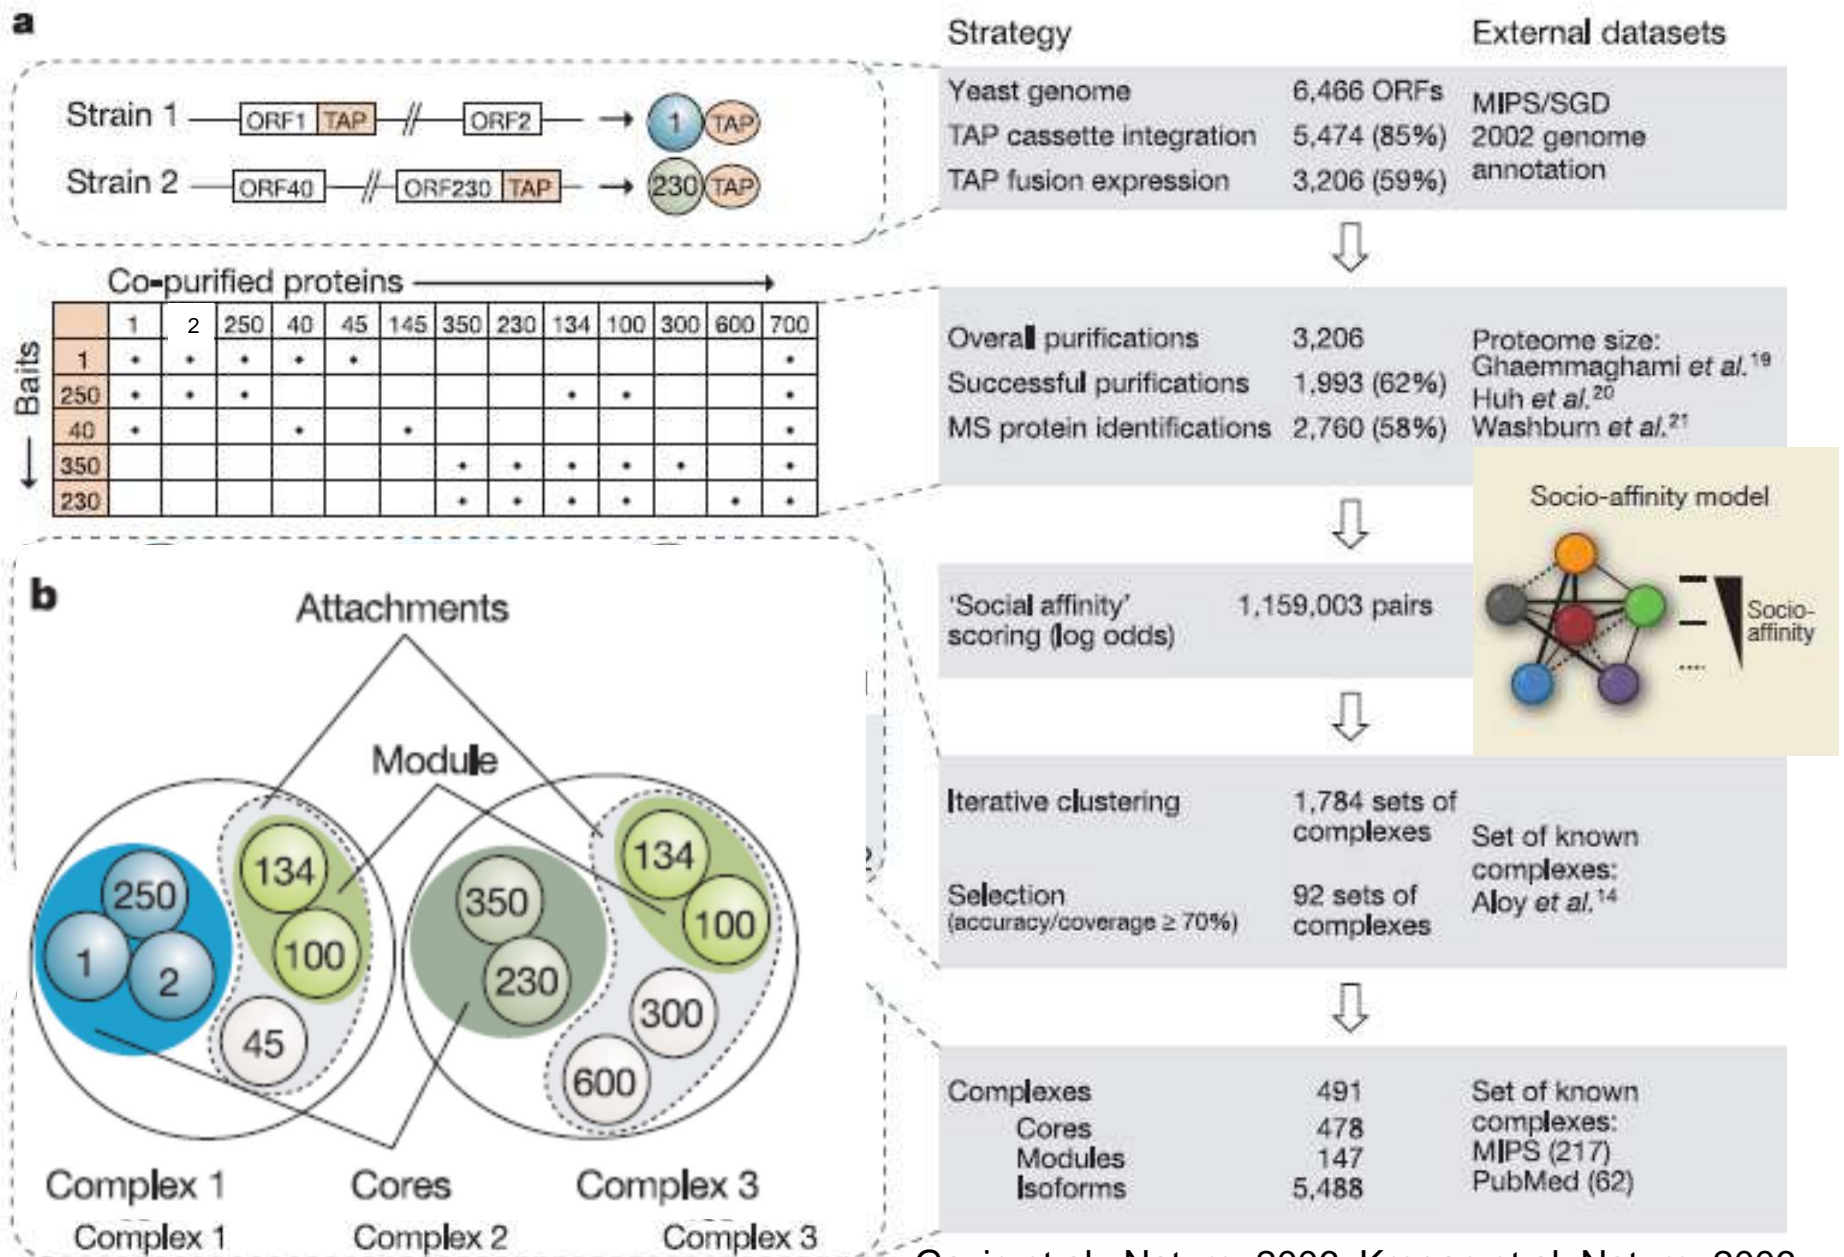 a
Strain 1
ORF1 TAP // ORF2 1 TAP
Strain 2
ORF40 // ORF230 TAP 230 TAP
Co-purified proteins
Baits
1 2 250 40 45 145 350 230 134 100 300 600 700
1
250
40
350
230
b
Attachments
Module
250
1
2
134
100
45
350
230
134
100
300
600
Complex 1 Cores Complex 3
Complex 1 Complex 2 Complex 3
Strategy External datasets
Yeast genome 6,466 ORFs
TAP cassette integration 5,474 (85%)
TAP fusion expression 3,206 (59%)
MIPS/SGD
2002 genome
annotation
Overall purifications 3,206
Successful purifications 1,993 (62%)
MS protein identifications 2,760 (58%)
Proteome size:
Ghaemmaghami et al.19
Huh et al.20
Washburn et al.21
Socio-affinity model
Socio-
affinity
'Social affinity'
scoring (log odds)
1,159,003 pairs
Iterative clustering 1,784 sets of
complexes
Selection
(accuracy/coverage ≥ 70%)
92 sets of
complexes
Set of known
complexes:
Aloy et al.14
Complexes 491
Cores 478
Modules 147
Isoforms 5,488
Set of known
complexes:
MIPS (217)
PubMed (62)